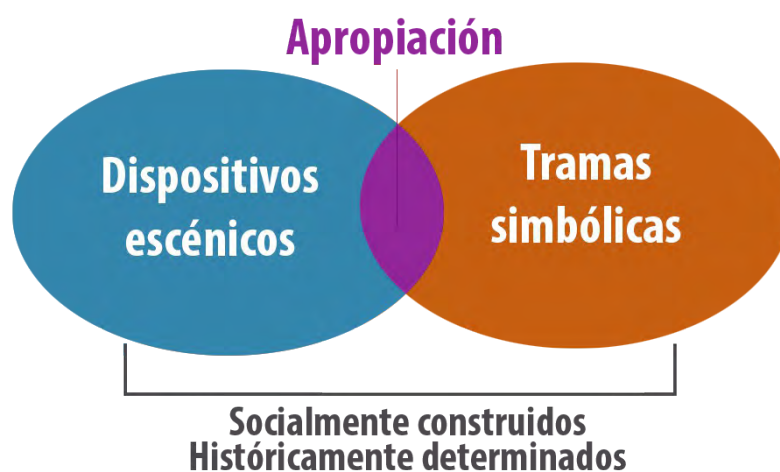 Apropiación
Dispositivos
escénicos
Tramas
simbólicas
Socialmente construidos
Históricamente determinados